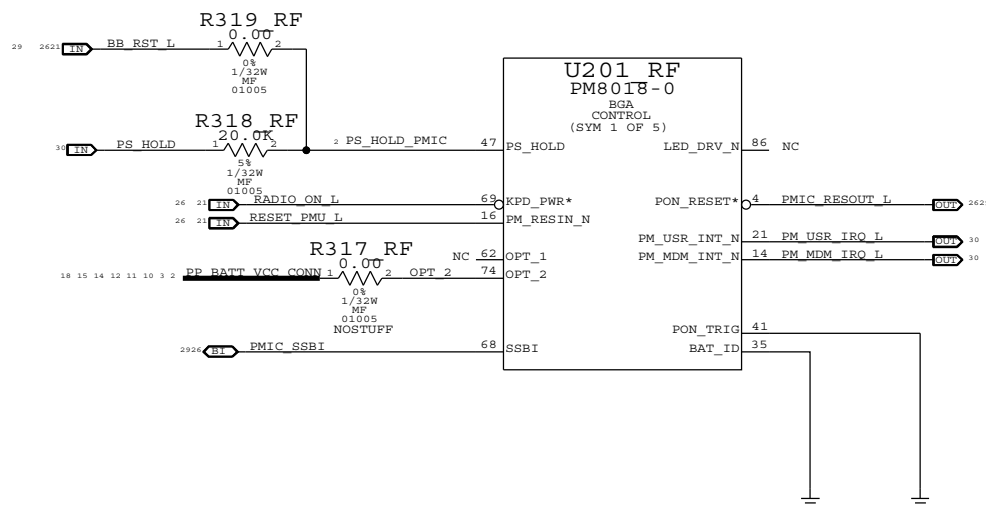 R319_RF
0.00
29 2621 IN BB_RST_L 1 2
0%
1/32W
MF
01005
U201_RF
PM8018-0
BGA
CONTROL
(SYM 1 OF 5)
R318_RF
20.0K
30 IN PS_HOLD 1 2 2 PS_HOLD_PMIC 47 PS_HOLD
LED_DRV_N 86 NC
5%
1/32W
MF
01005
26 21 IN RADIO_ON_L 69 KPD_PWR*
PON_RESET* 4 PMIC_RESOUT_L OUT
26 21 IN RESET_PMU_L 16 PM_RESIN_N
PM_USR_INT_N 21 PM_USR_IRQ_L OUT 30
R317_RF
0.00
NC 62 OPT_1
PM_MDM_INT_N 14 PM_MDM_IRQ_L OUT 30
18 15 14 12 11 10 3 2 PP_BATT_VCC_CONN 1 2 OPT_2 74 OPT_2
0%
1/32W
MF
01005
NOSTUFF
PON_TRIG 41
2926 BI PMIC_SSBI 68 SSBI
BAT_ID 35